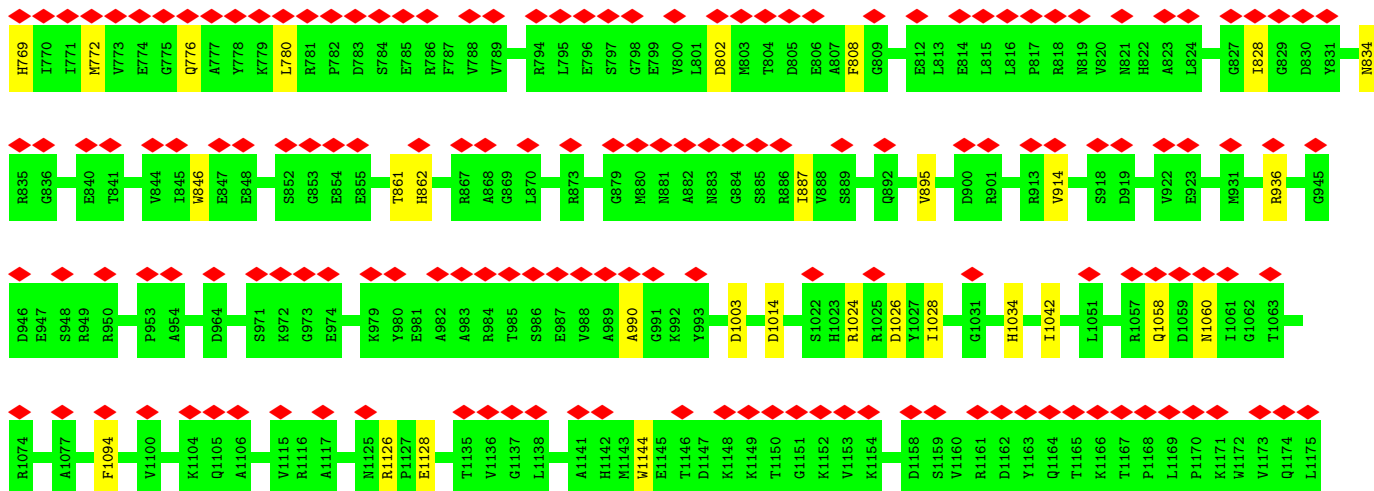 H769 I770 I771 M772 V773 E774 G775 Q776 A777 Y778 K779 L780 R781 P782 D783 S784 E785 R786 F787 V788 V789 R794 L795 E796 S797 G798 E799 V800 L801 D802 M803 T804 D805 E806 A807 F808 G809 E812 L813 E814 L815 L816 P817 R818 N819 V820 N821 H822 A823 L824 G827 I828 G829 D830 Y831 N834
R835 G836 E840 T841 V844 I845 W846 E847 E848 S852 G853 E854 E855 T861 H862 R867 A868 G869 L870 R873 G879 M880 N881 A882 N883 G884 S885 R886 I887 V888 S889 Q892 V895 D900 R901 R913 V914 S918 D919 V922 E923 M931 R936 G945
D946 E947 S948 R949 R950 P953 A954 D964 S971 K972 G973 E974 K979 Y980 E981 A982 A983 R984 T985 S986 E987 V988 A989 A990 G991 K992 Y993 D1003 D1014 S1022 H1023 R1024 R1025 D1026 Y1027 I1028 G1031 H1034 I1042 L1051 R1057 Q1058 D1059 N1060 I1061 G1062 T1063
R1074 A1077 F1094 V1100 K1104 Q1105 A1106 V1115 R1116 A1117 N1125 R1126 P1127 E1128 T1135 V1136 G1137 L1138 A1141 H1142 M1143 W1144 E1145 T1146 D1147 K1148 K1149 T1150 G1151 K1152 V1153 K1154 D1158 S1159 V1160 R1161 D1162 Y1163 Q1164 T1165 K1166 T1167 P1168 L1169 P1170 K1171 W1172 V1173 Q1174 L1175